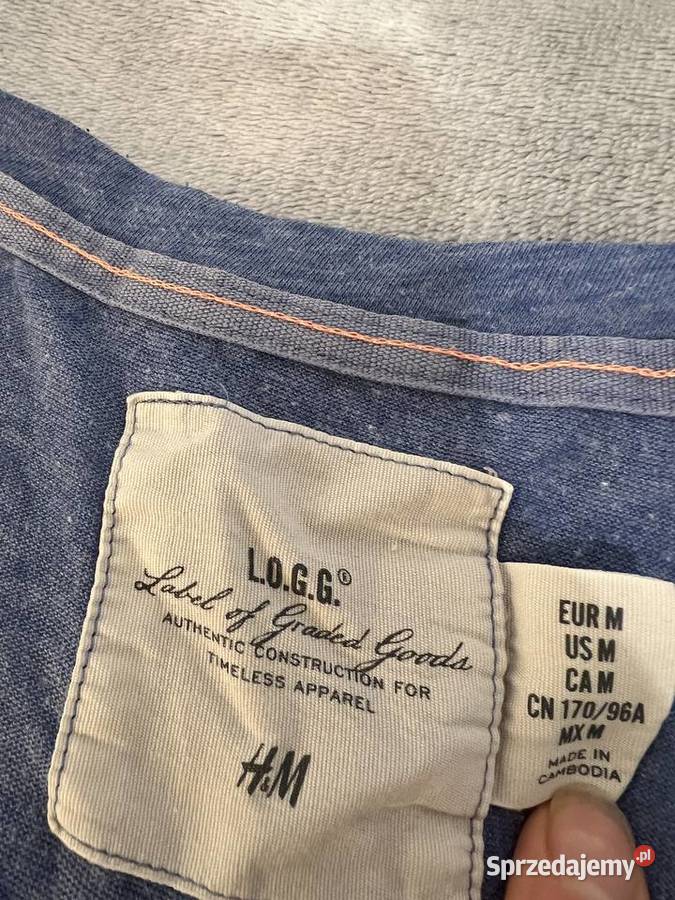 L.O.G.G.®
Label of Graded Goods
AUTHENTIC CONSTRUCTION FOR
TIMELESS APPAREL
H&M
EUR M
US M
CA M
CN 170/96A
MX M
MADE IN
CAMBODIA
Sprzedajemy.pl